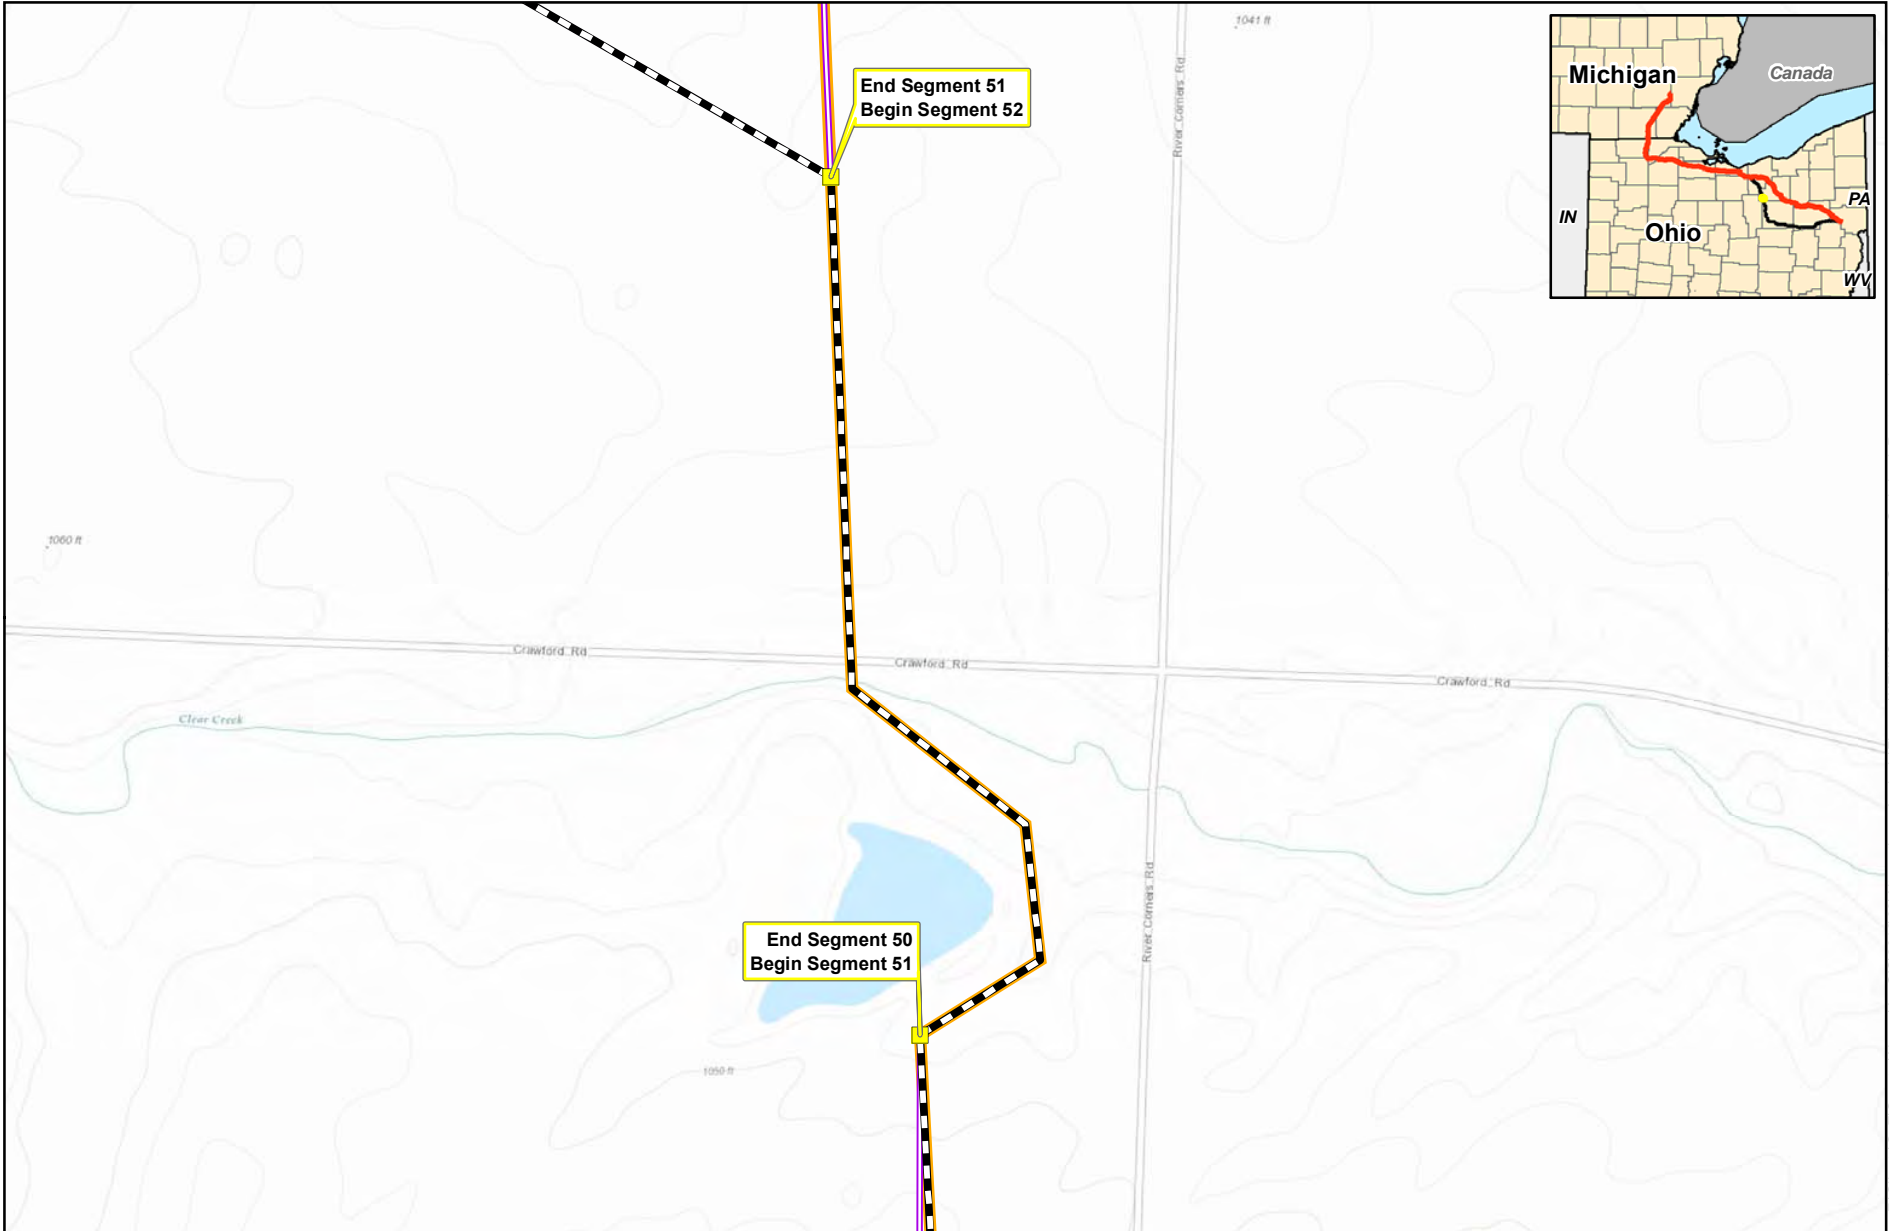 1041 ft
River Corners Rd
End Segment 51
Begin Segment 52
Michigan
Canada
IN
PA
Ohio
WV
1060 ft
Crawford Rd
Crawford Rd
Crawford Rd
Clear Creek
River Corners Rd
End Segment 50
Begin Segment 51
1050 ft